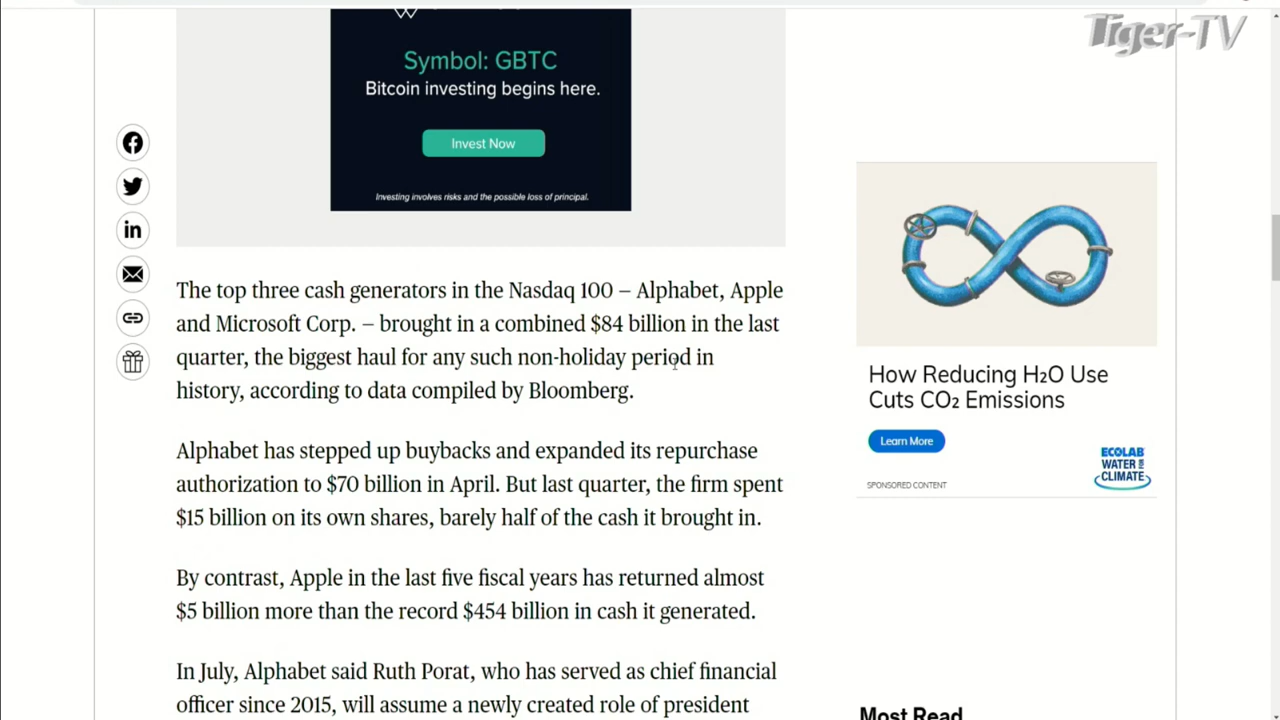 Tiger-TV
Symbol: GBTC
Bitcoin investing begins here.
Invest Now
Investing involves risks and the possible loss of principal.
The top three cash generators in the Nasdaq 100 – Alphabet, Apple
and Microsoft Corp. – brought in a combined $84 billion in the last
quarter, the biggest haul for any such non-holiday period in
history, according to data compiled by Bloomberg.
Alphabet has stepped up buybacks and expanded its repurchase
authorization to $70 billion in April. But last quarter, the firm spent
$15 billion on its own shares, barely half of the cash it brought in.
By contrast, Apple in the last five fiscal years has returned almost
$5 billion more than the record $454 billion in cash it generated.
In July, Alphabet said Ruth Porat, who has served as chief financial
officer since 2015, will assume a newly created role of president
How Reducing H₂O Use
Cuts CO₂ Emissions
Learn More
SPONSORED CONTENT
ECOLAB
WATER FOR
CLIMATE
Most Read